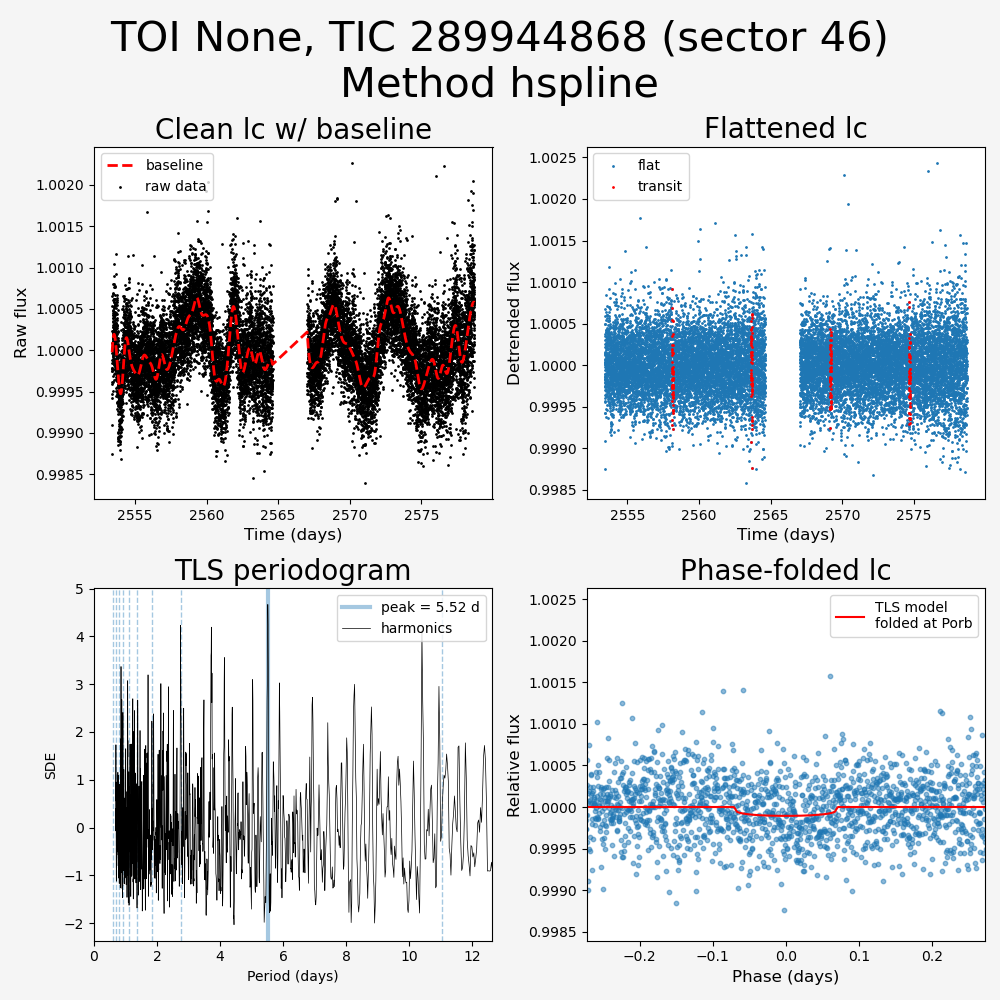 TOI None, TIC 289944868 (sector 46)
Method hspline
Clean lc w/ baseline
baseline
raw data
1.0020
1.0015
1.0010
1.0005
1.0000
0.9995
0.9990
0.9985
Raw flux
2555 2560 2565 2570 2575
Time (days)
Flattened lc
flat
transit
1.0025
1.0020
1.0015
1.0010
1.0005
1.0000
0.9995
0.9990
0.9985
Detrended flux
2555 2560 2565 2570 2575
Time (days)
TLS periodogram
peak = 5.52 d
harmonics
5
4
3
2
1
0
−1
−2
SDE
0 2 4 6 8 10 12
Period (days)
Phase-folded lc
TLS model
folded at Porb
1.0025
1.0020
1.0015
1.0010
1.0005
1.0000
0.9995
0.9990
0.9985
Relative flux
−0.2 −0.1 0.0 0.1 0.2
Phase (days)